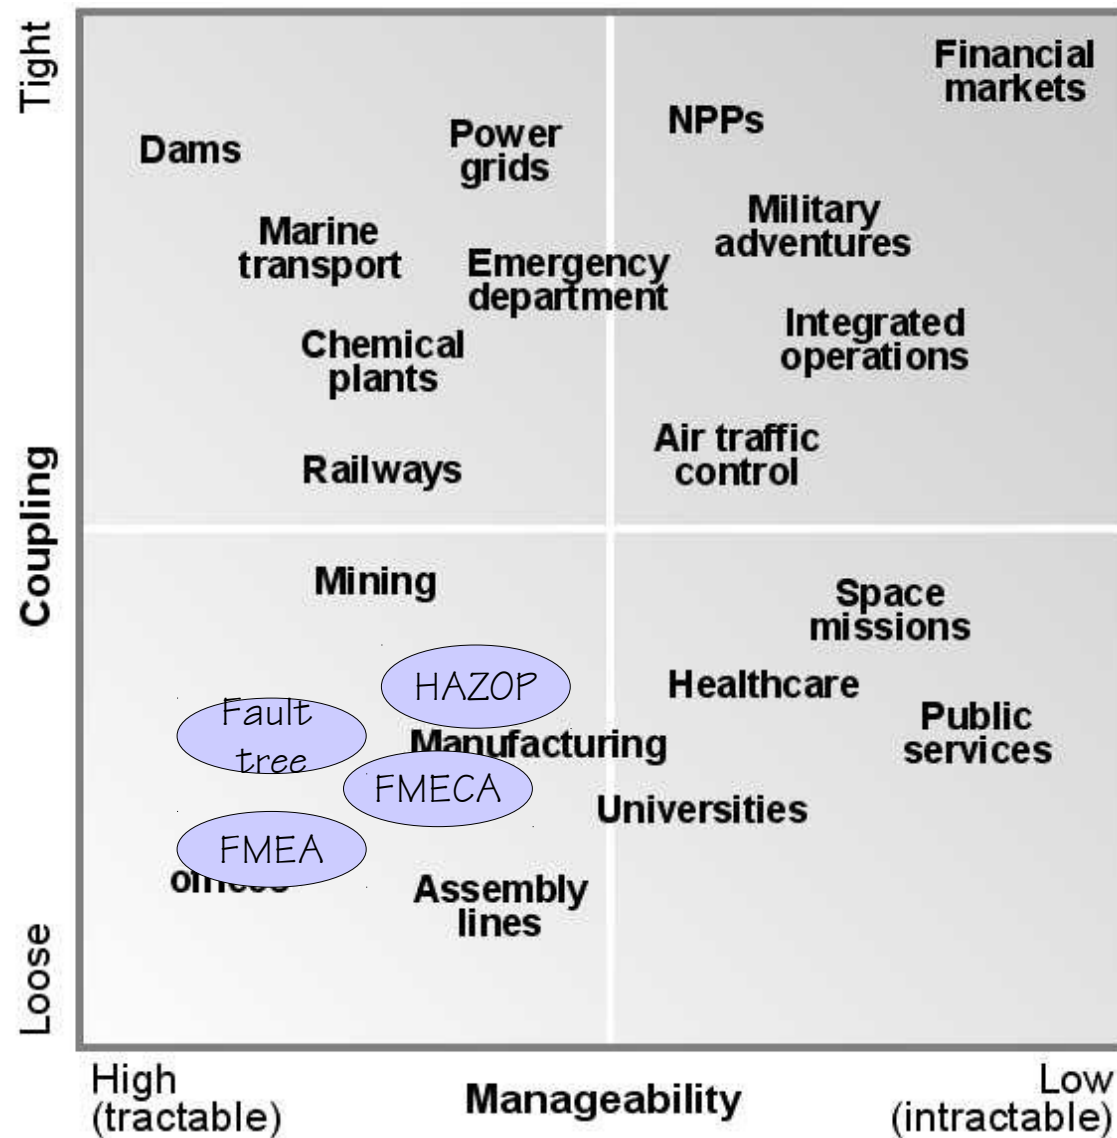 Tight
Coupling
Loose
Financial
markets
NPPs
Power
grids
Dams
Military
adventures
Marine
transport
Emergency
department
Integrated
operations
Chemical
plants
Air traffic
control
Railways
Mining
Space
missions
HAZOP
Healthcare
Fault
tree
Public
services
Manufacturing
FMECA
Universities
FMEA
Assembly
lines
High
(tractable)
Manageability
Low
(intractable)